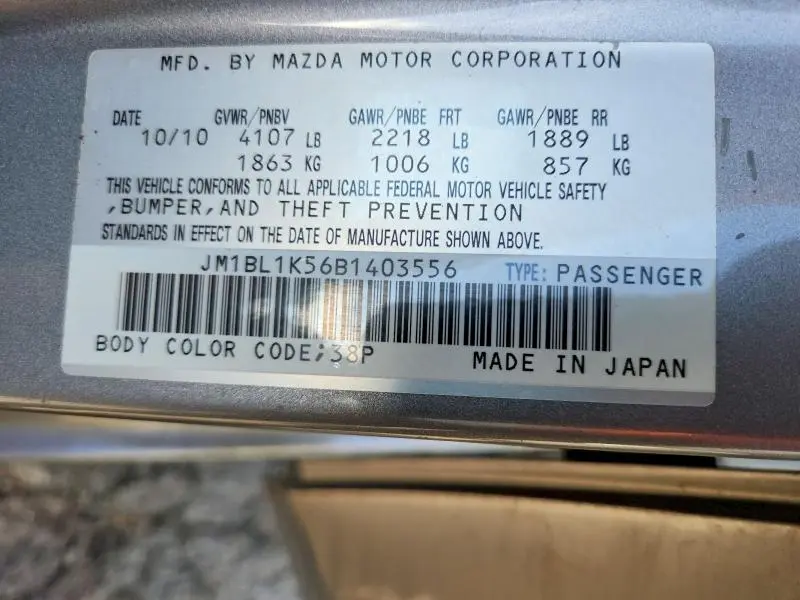 MFD. BY MAZDA MOTOR CORPORATION
DATE GVWR/PNBV GAWR/PNBE FRT GAWR/PNBE RR
10/10 4107 LB 2218 LB 1889 LB
1863 KG 1006 KG 857 KG
THIS VEHICLE CONFORMS TO ALL APPLICABLE FEDERAL MOTOR VEHICLE SAFETY
,BUMPER,AND THEFT PREVENTION
STANDARDS IN EFFECT ON THE DATE OF MANUFACTURE SHOWN ABOVE.
JM1BL1K56B1403556 TYPE: PASSENGER
BODY COLOR CODE;38P MADE IN JAPAN